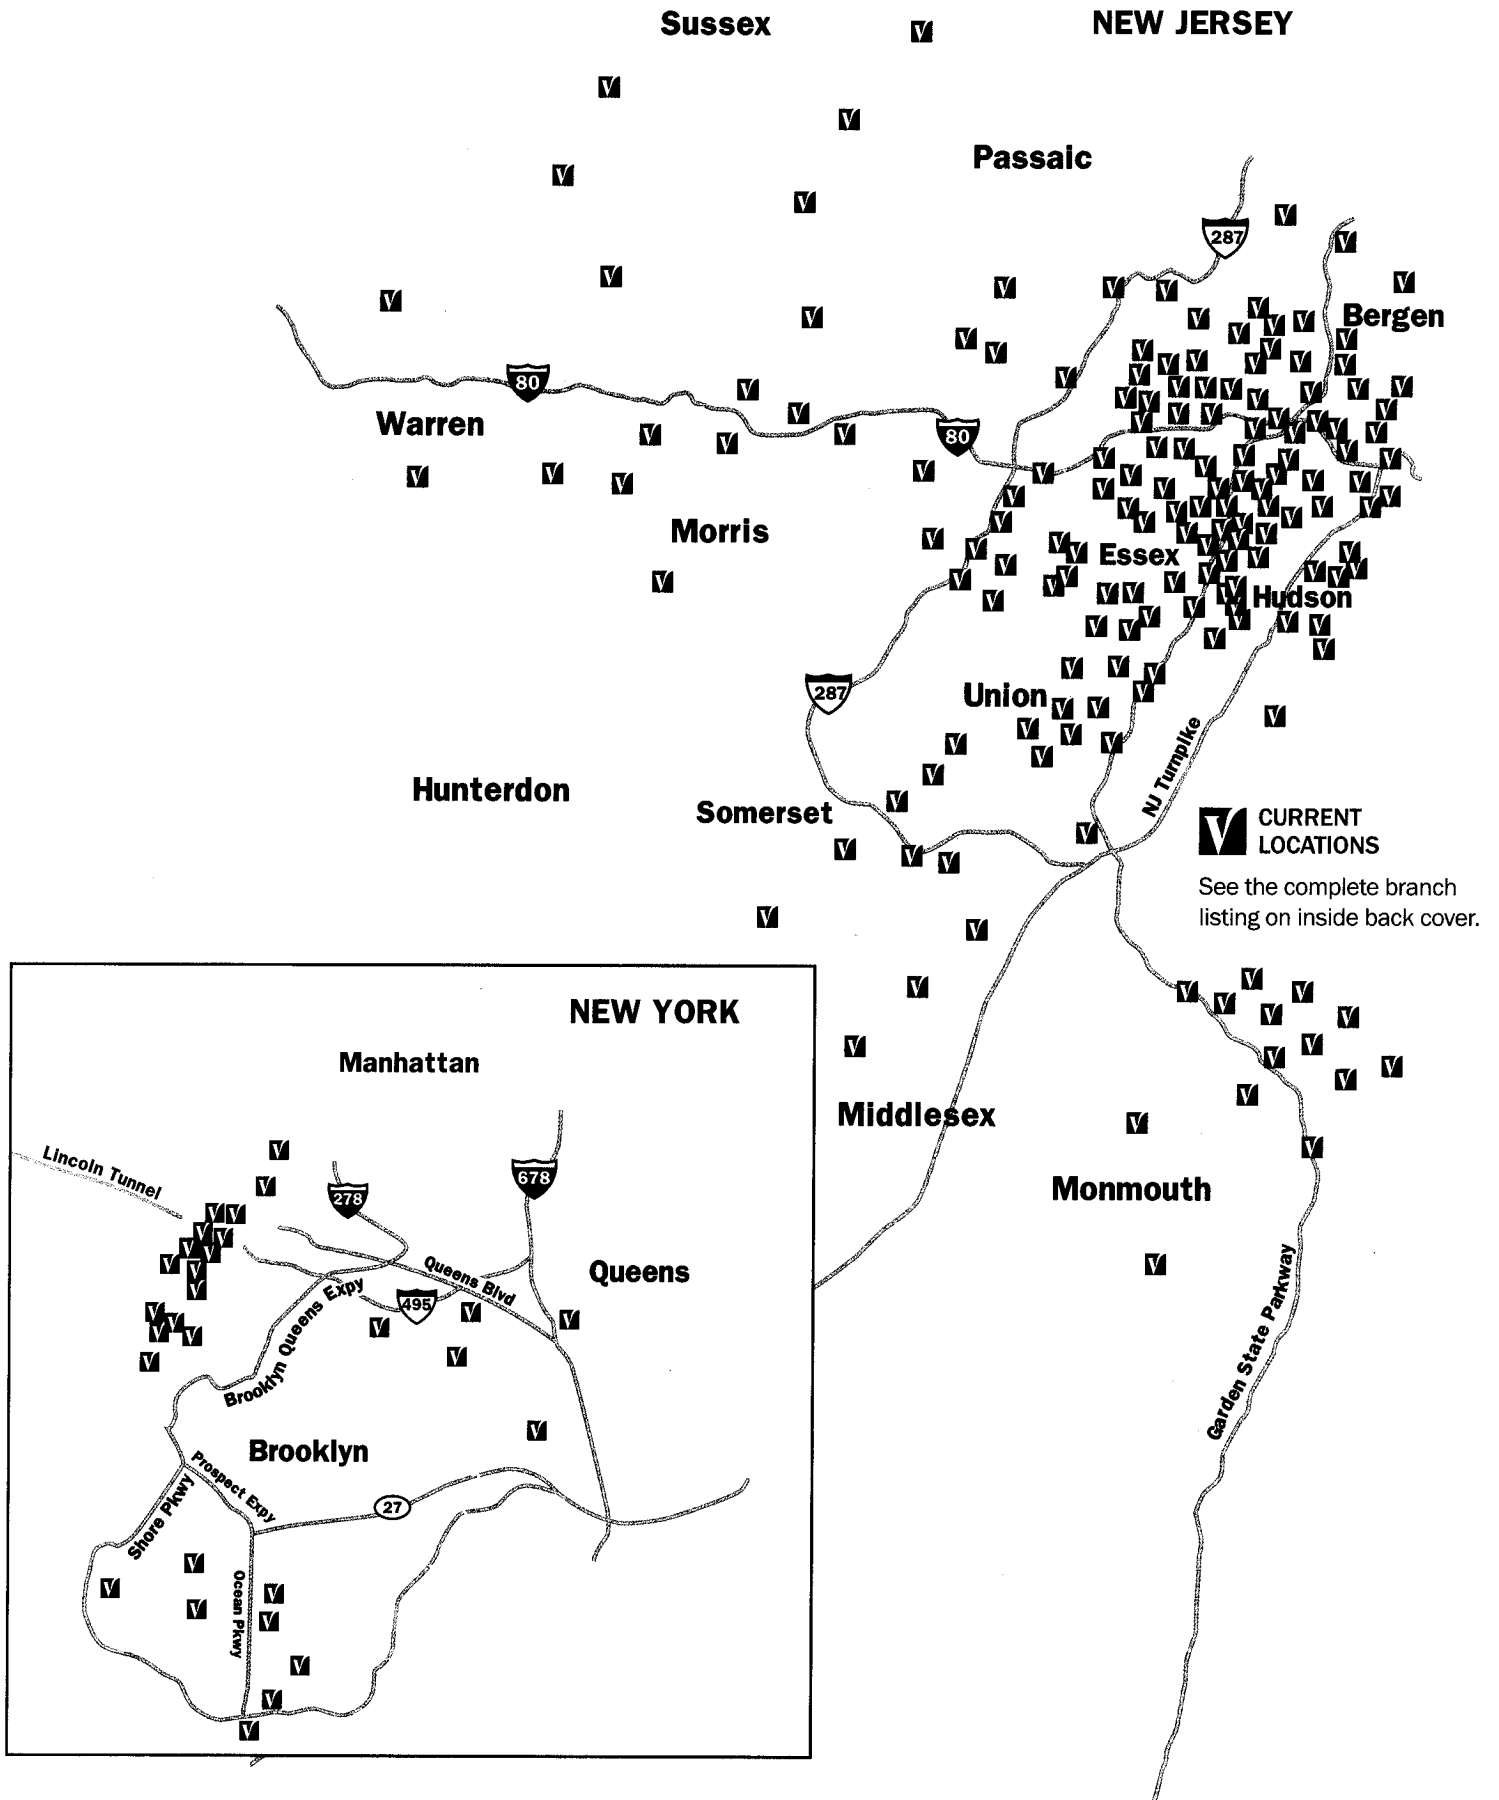 Sussex
NEW JERSEY
Passaic
287
Bergen
80
Warren
80
Morris
Essex
Hudson
287
Union
NJ Turnpike
Hunterdon
Somerset
V CURRENT
LOCATIONS
See the complete branch
listing on inside back cover.
Middlesex
Monmouth
Garden State Parkway
NEW YORK
Manhattan
Lincoln Tunnel
278
678
Queens Blvd
Queens
495
Brooklyn Queens Expy
Brooklyn
Prospect Expy
27
Shore Pkwy
Ocean Pkwy